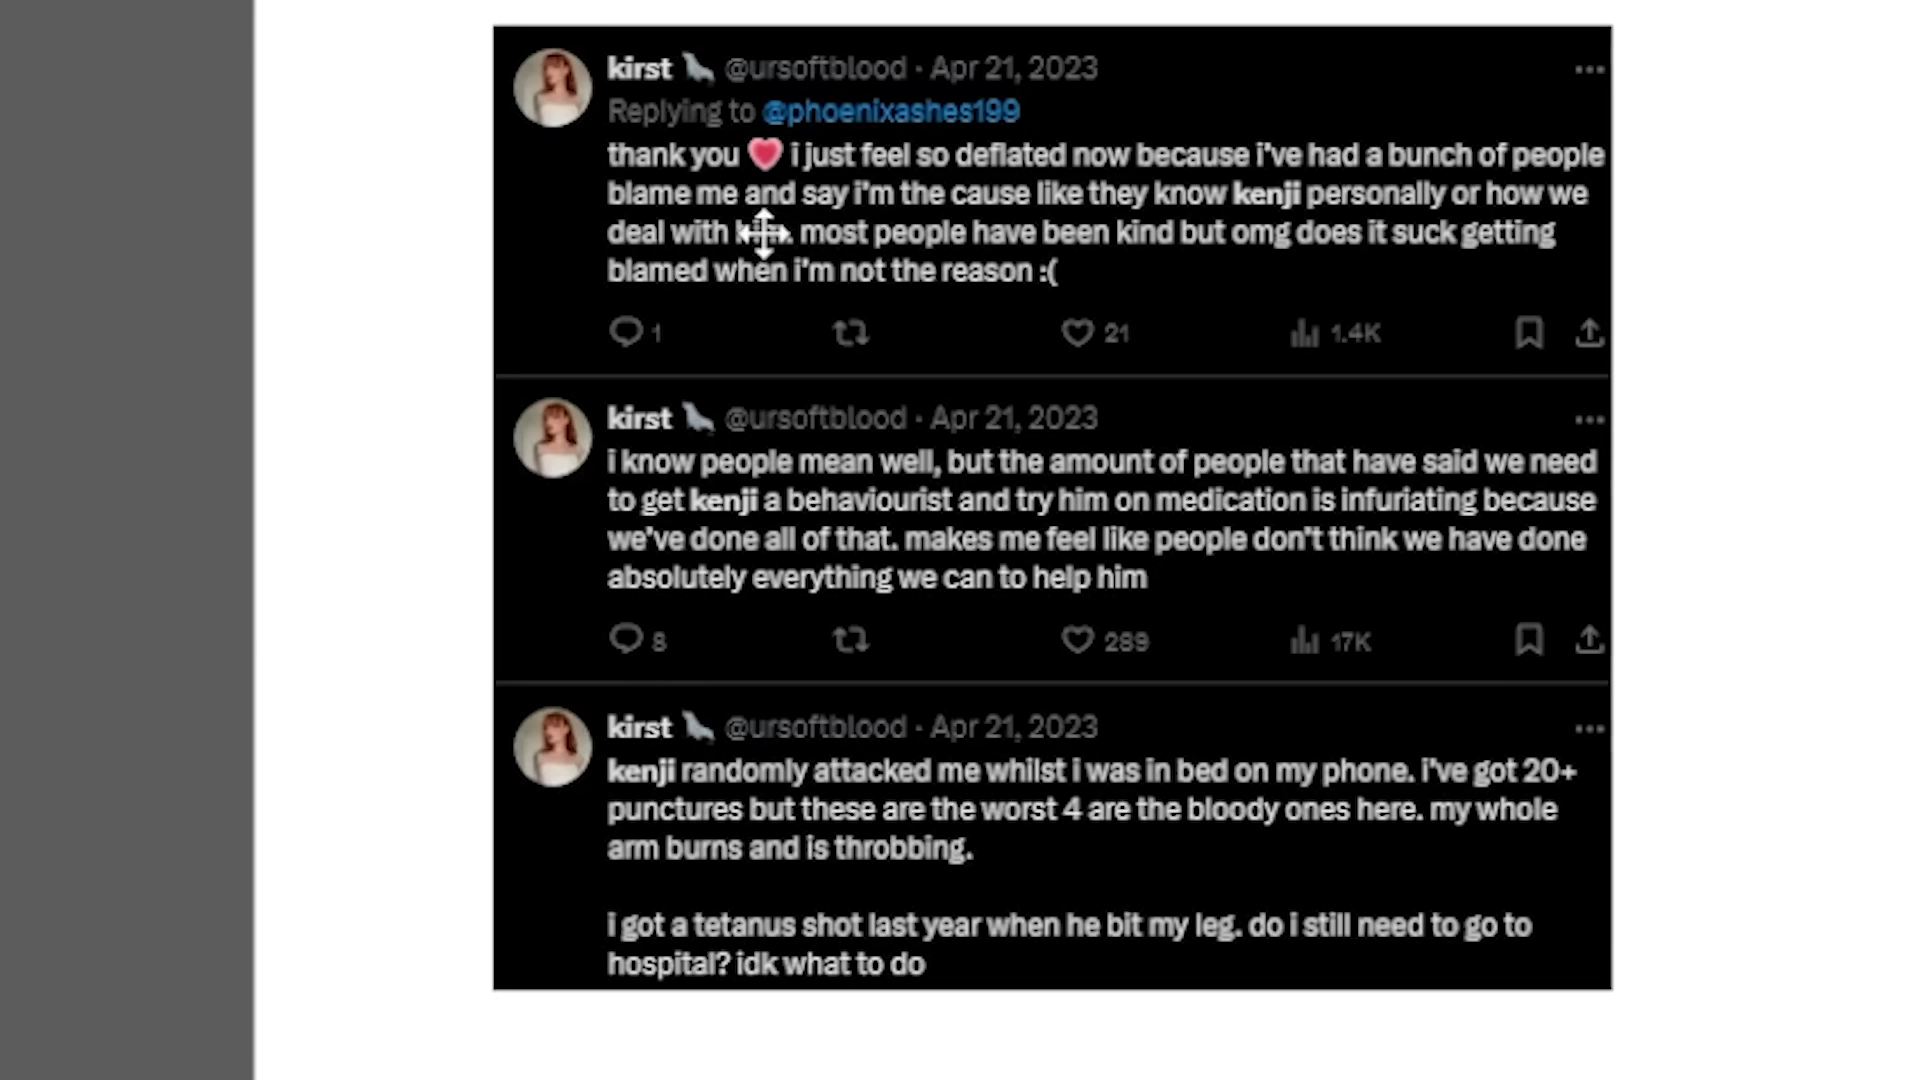 kirst @ursoftblood · Apr 21, 2023
Replying to @phoenixashes199
thank you i just feel so deflated now because i've had a bunch of people
blame me and say i'm the cause like they know kenji personally or how we
deal with most people have been kind but omg does it suck getting
blamed when i'm not the reason :(
1 21 1.4K
kirst @ursoftblood · Apr 21, 2023
i know people mean well, but the amount of people that have said we need
to get kenji a behaviourist and try him on medication is infuriating because
we've done all of that. makes me feel like people don't think we have done
absolutely everything we can to help him
8 289 17K
kirst @ursoftblood · Apr 21, 2023
kenji randomly attacked me whilst i was in bed on my phone. i've got 20+
punctures but these are the worst 4 are the bloody ones here. my whole
arm burns and is throbbing.
i got a tetanus shot last year when he bit my leg. do i still need to go to
hospital? idk what to do